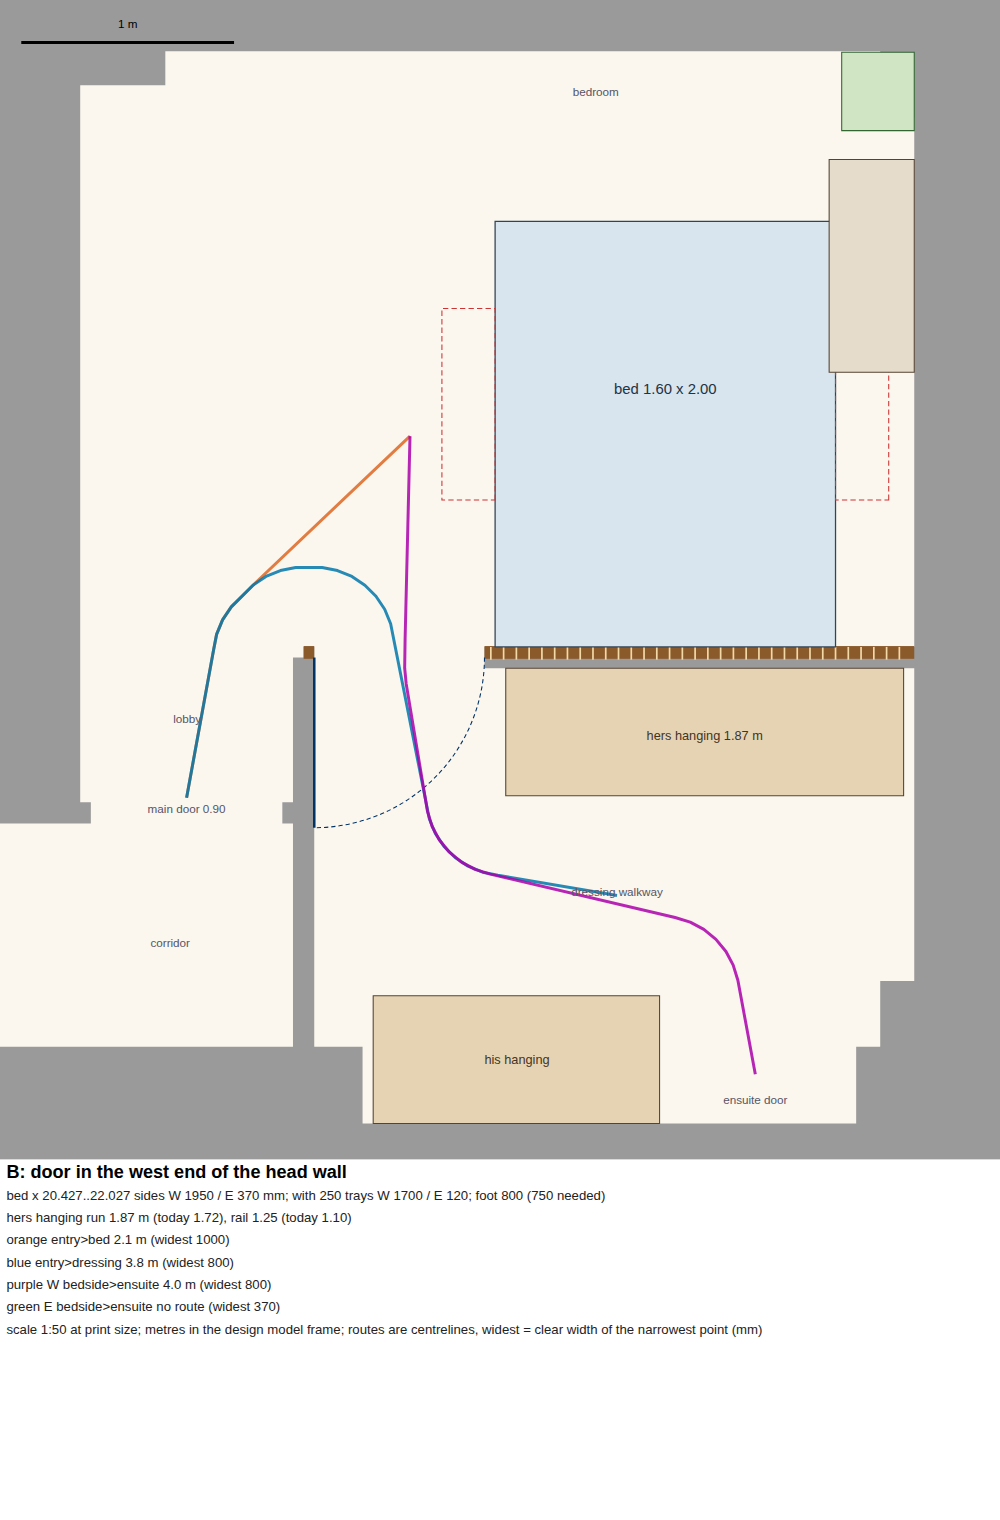 1 m
bedroom
bed 1.60 x 2.00
lobby
hers hanging 1.87 m
main door 0.90
dressing walkway
corridor
his hanging
ensuite door
B: door in the west end of the head wall
bed x 20.427..22.027 sides W 1950 / E 370 mm; with 250 trays W 1700 / E 120; foot 800 (750 needed)
hers hanging run 1.87 m (today 1.72), rail 1.25 (today 1.10)
orange entry>bed 2.1 m (widest 1000)
blue entry>dressing 3.8 m (widest 800)
purple W bedside>ensuite 4.0 m (widest 800)
green E bedside>ensuite no route (widest 370)
scale 1:50 at print size; metres in the design model frame; routes are centrelines, widest = clear width of the narrowest point (mm)